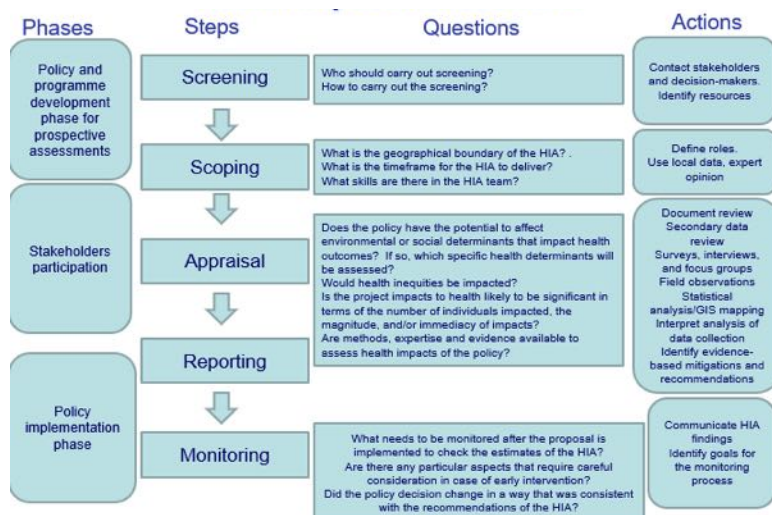 Phases
Steps
Questions
Actions
Policy and
programme
development
phase for
prospective
assessments
Screening
Who should carry out screening?
How to carry out the screening?
Contact stakeholders
and decision-makers.
Identify resources
Scoping
What is the geographical boundary of the HIA? .
What is the timeframe for the HIA to deliver?
What skills are there in the HIA team?
Define roles.
Use local data, expert
opinion
Stakeholders
participation
Appraisal
Does the policy have the potential to affect
environmental or social determinants that impact health
outcomes? If so, which specific health determinants will
be assessed?
Would health inequities be impacted?
Is the project impacts to health likely to be significant in
terms of the number of individuals impacted, the
magnitude, and/or immediacy of impacts?
Are methods, expertise and evidence available to
assess health impacts of the policy?
Document review
Secondary data
review
Surveys, interviews,
and focus groups
Field observations
Statistical
analysis/GIS mapping
Interpret analysis of
data collection
Identify evidence-
based mitigations and
recommendations
Reporting
Policy
implementation
phase
Monitoring
What needs to be monitored after the proposal is
implemented to check the estimates of the HIA?
Are there any particular aspects that require careful
consideration in case of early intervention?
Did the policy decision change in a way that was consistent
with the recommendations of the HIA?
Communicate HIA
findings
Identify goals for
the monitoring
process